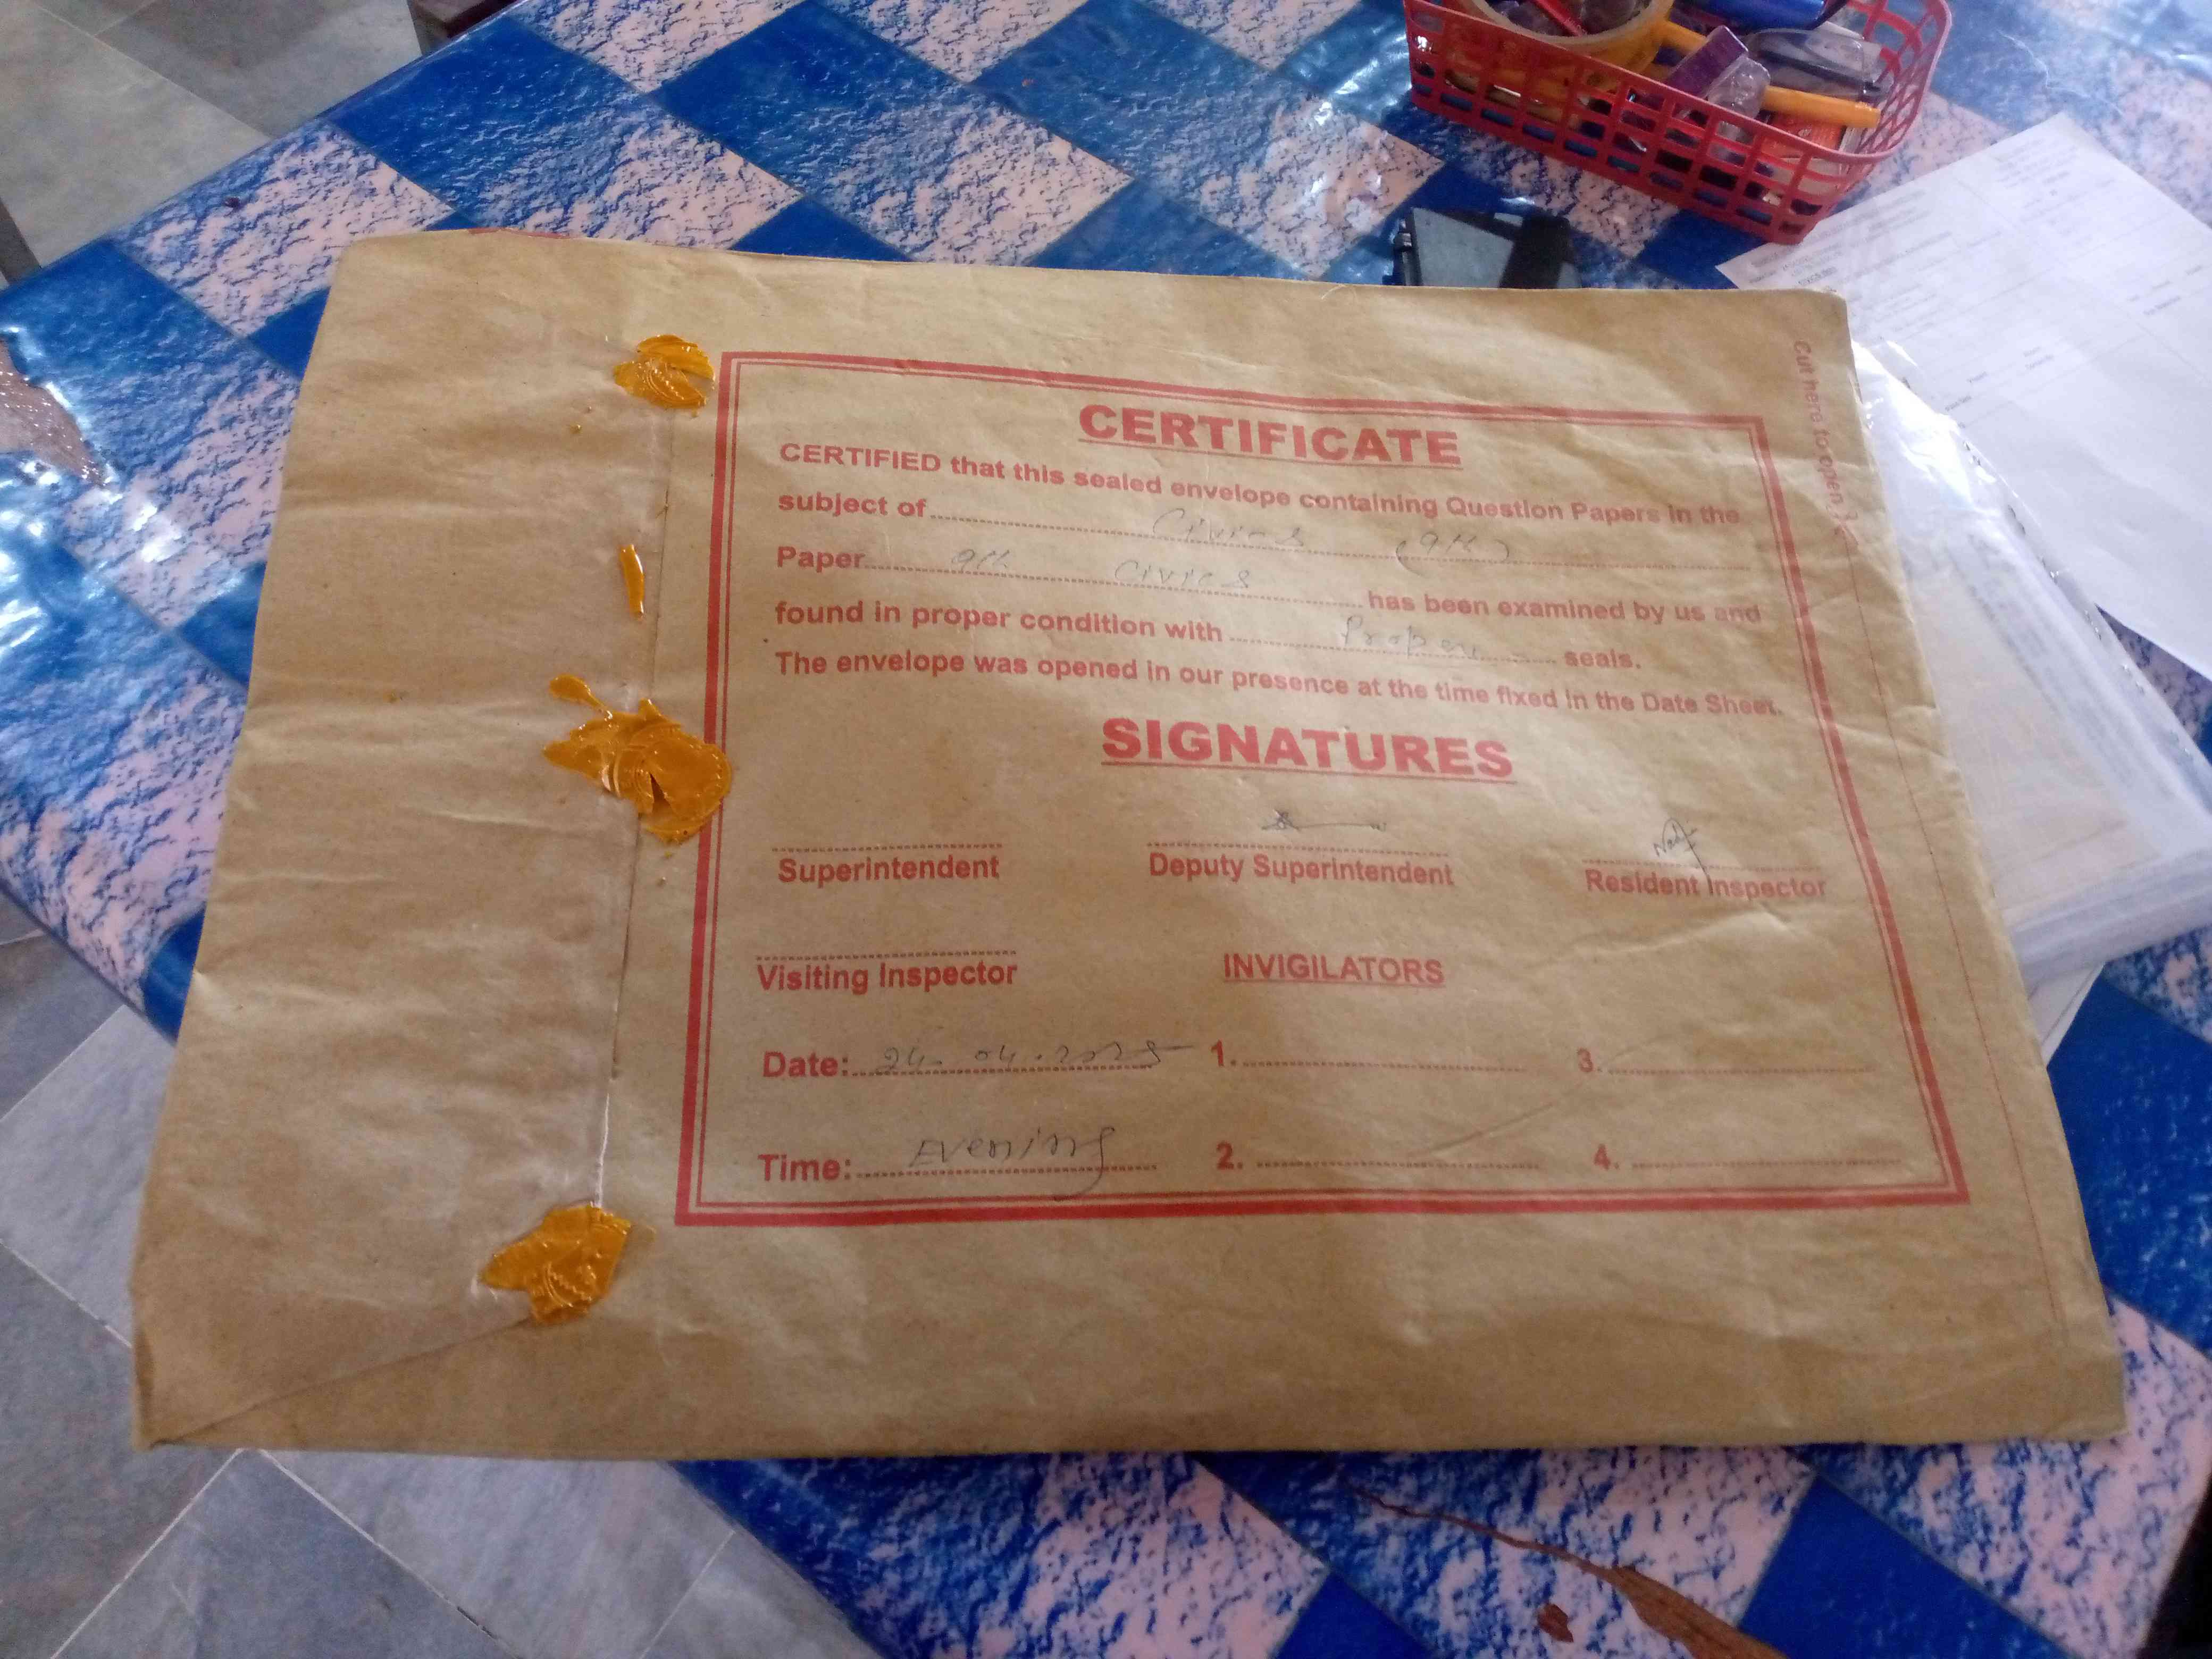 CERTIFICATE
CERTIFIED that this sealed envelope containing Question Papers in the
subject of Civics (9th)
Paper 9th Civics has been examined by us and
found in proper condition with Proper seals.
The envelope was opened in our presence at the time fixed in the Date Sheet.
SIGNATURES
Superintendent Deputy Superintendent Resident Inspector
Visiting Inspector INVIGILATORS
Date: 24.04.2025 1. 3.
Time: Evening 2. 4.
Cut here to open